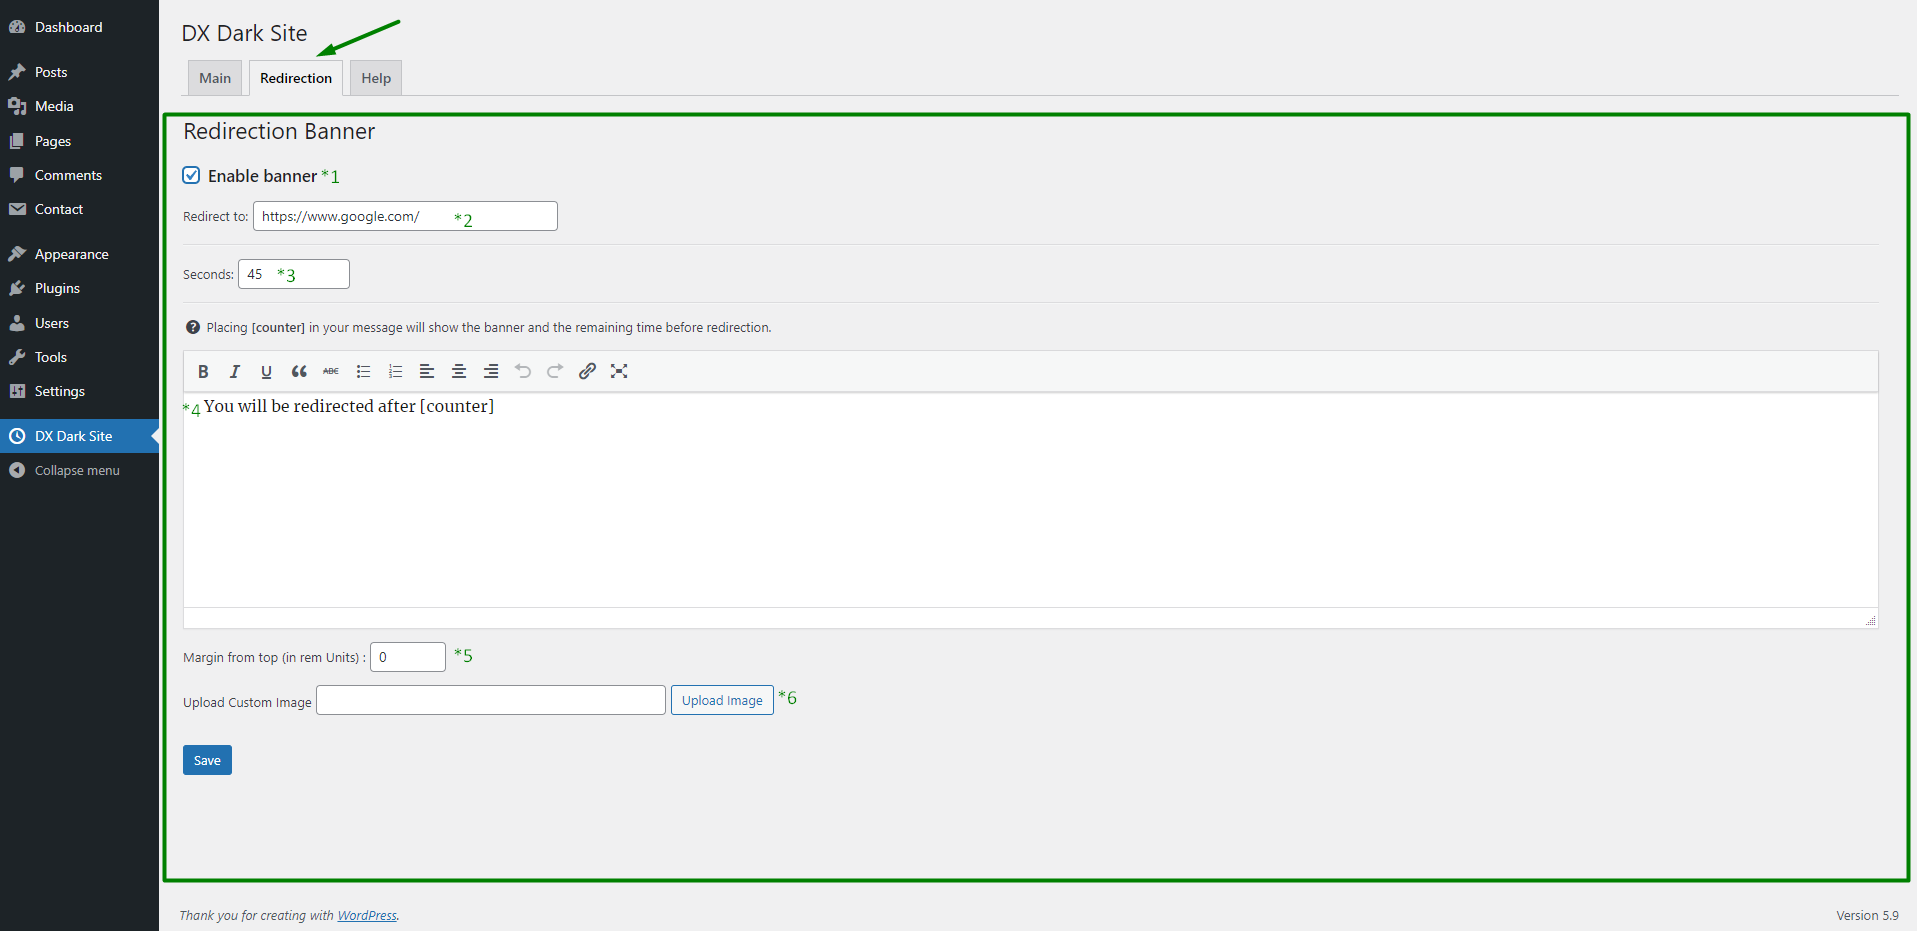 Dashboard
Posts
Media
Pages
Comments
Contact
Appearance
Plugins
Users
Tools
Settings
DX Dark Site
Collapse menu
DX Dark Site
Main Redirection Help
Redirection Banner
Enable banner *1
Redirect to: https://www.google.com/ *2
Seconds: 45 *3
? Placing [counter] in your message will show the banner and the remaining time before redirection.
B I U ABC
*4 You will be redirected after [counter]
Margin from top (in rem Units) : 0 *5
Upload Custom Image Upload Image *6
Save
Thank you for creating with WordPress.
Version 5.9